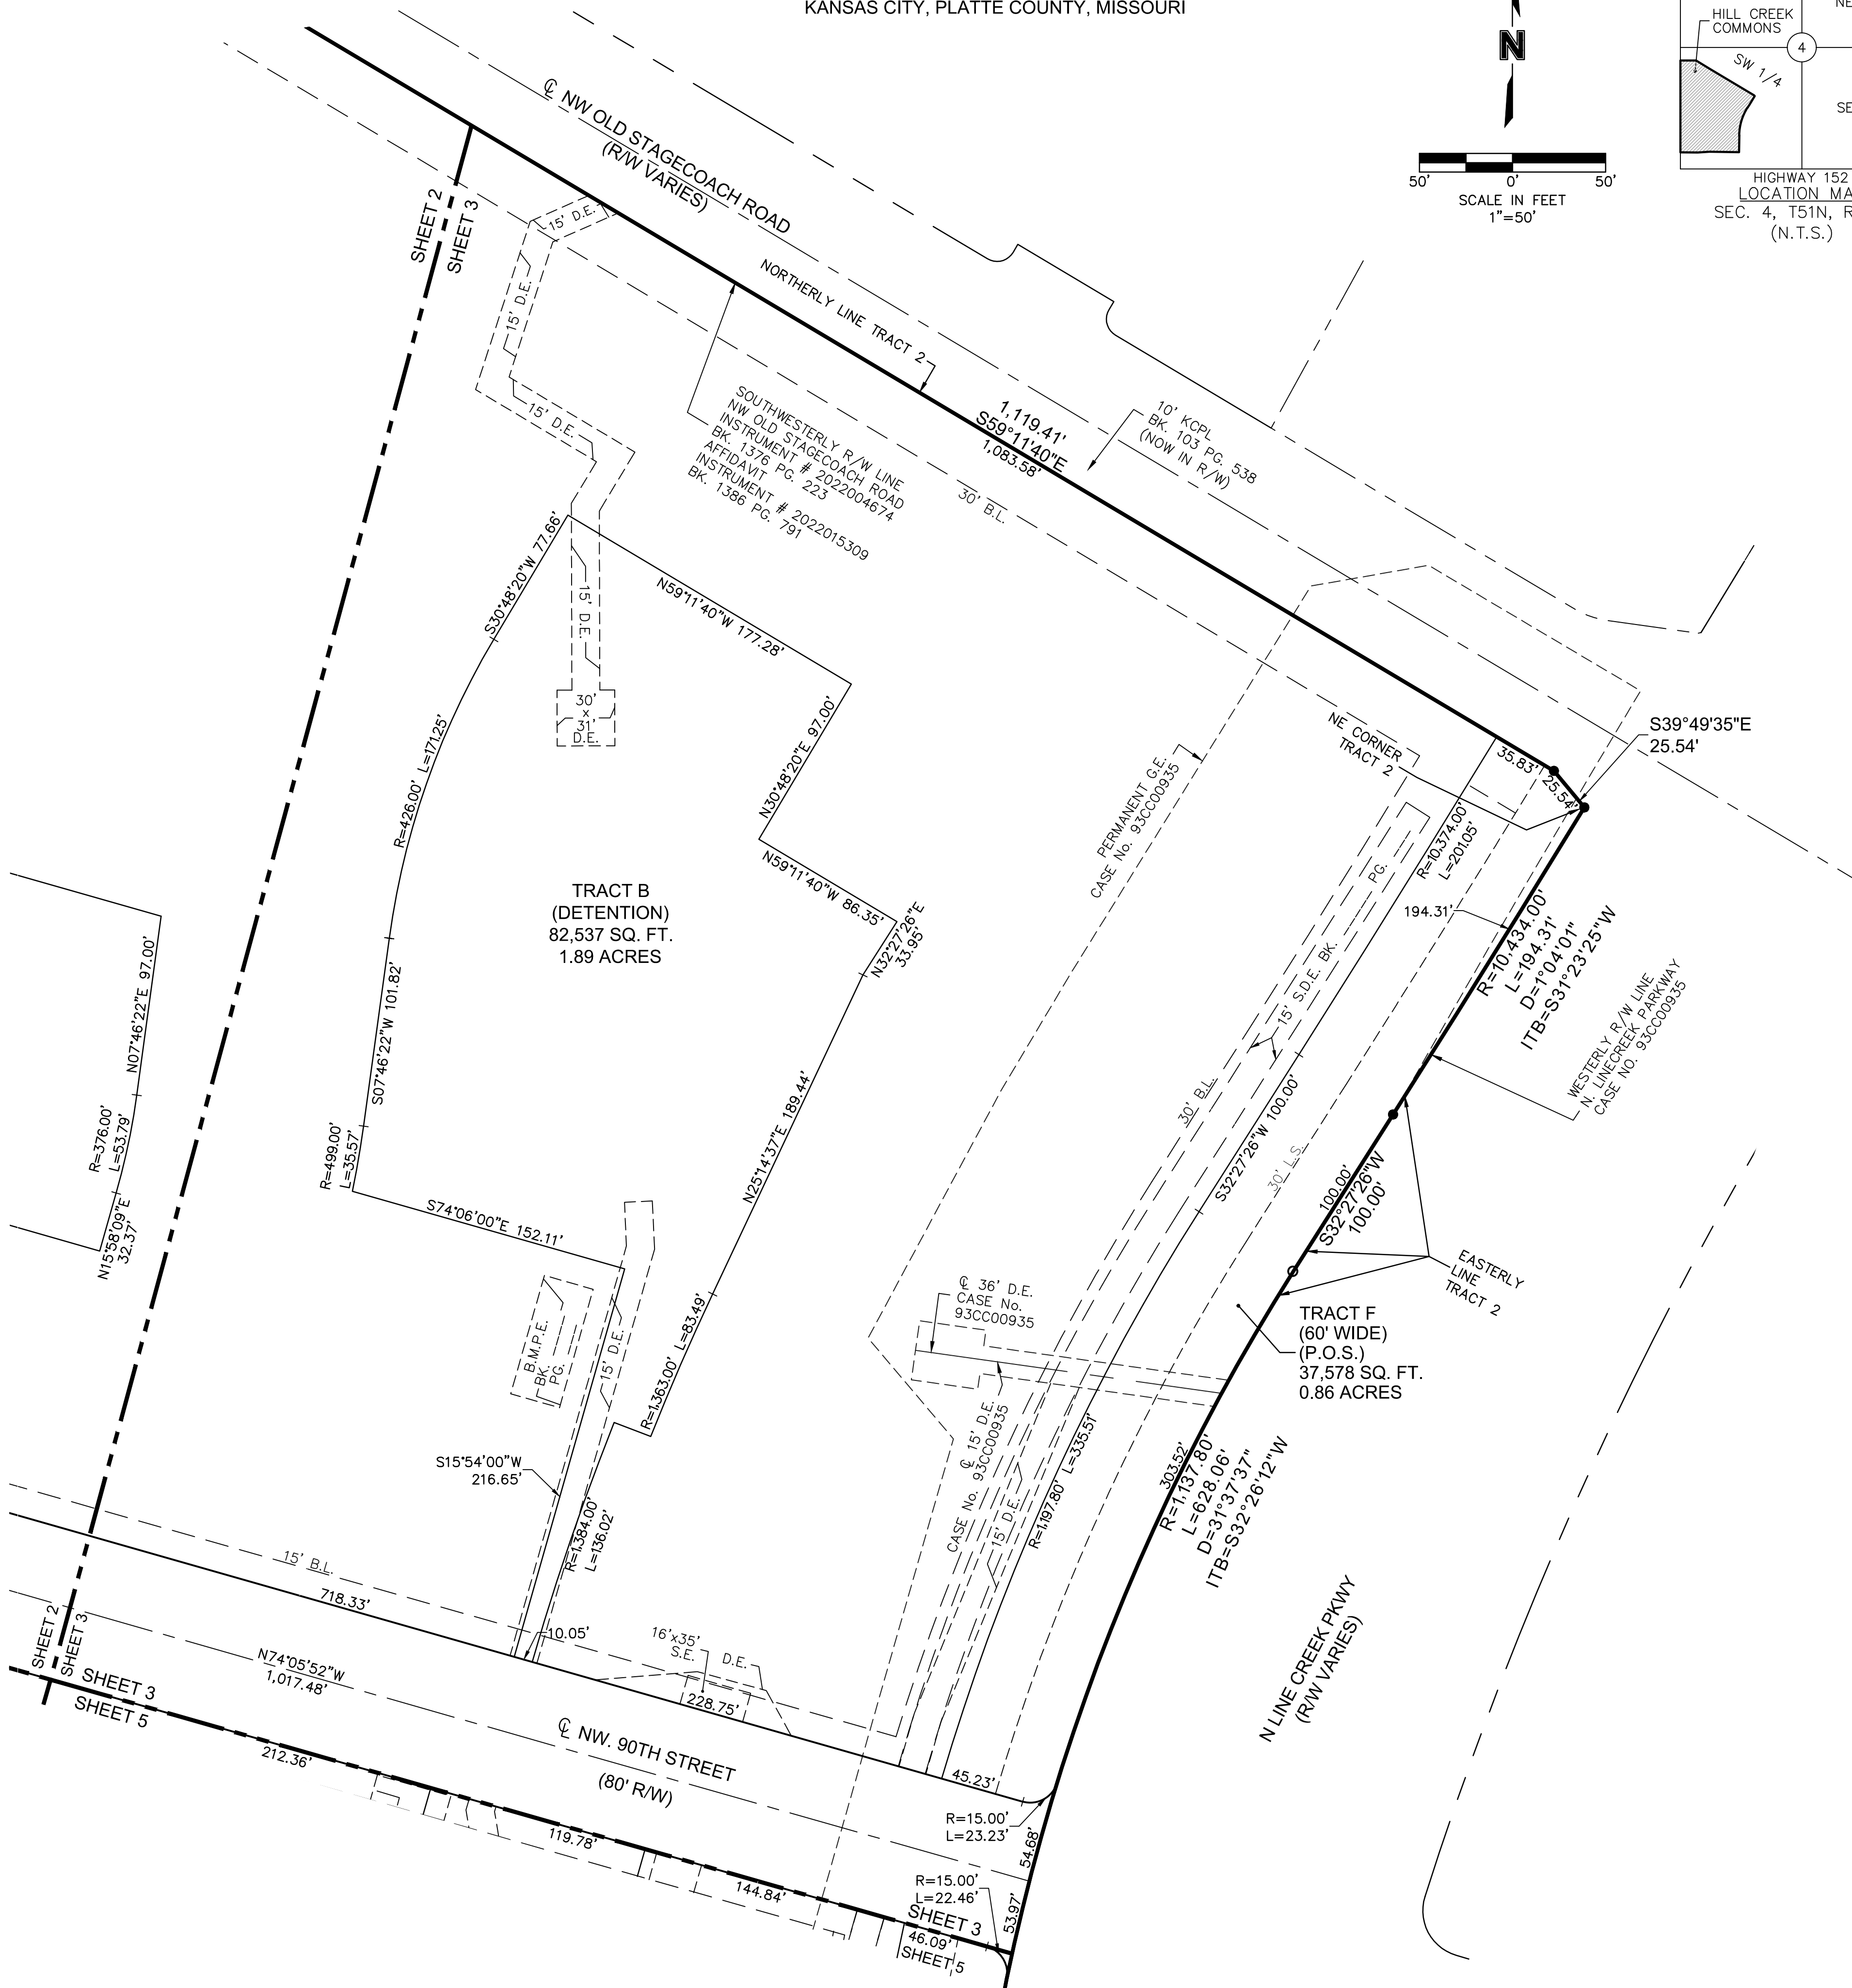 KANSAS CITY, PLATTE COUNTY, MISSOURI
N
50'
0'
50'
SCALE IN FEET
1"=50'
HILL CREEK
COMMONS
4
SW 1/4
NE
SE
HIGHWAY 152
LOCATION MA
SEC. 4, T51N, R
(N.T.S.)
℄ NW OLD STAGECOACH ROAD
(R/W VARIES)
SHEET 2
SHEET 3
15' D.E.
15' D.E.
15' D.E.
NORTHERLY LINE TRACT 2
SOUTHWESTERLY R/W LINE
NW OLD STAGECOACH ROAD
INSTRUMENT # 2022004674
BK. 1376 PG. 223
AFFIDAVIT
INSTRUMENT # 2022015309
BK. 1386 PG. 791
1,119.41'
S59°11'40"E
1,083.58'
10' KCPL
BK. 103 PG. 538
(NOW IN R/W)
30' B.L.
S30°48'20"W 77.66'
15' D.E.
N59°11'40"W 177.28'
30'
x
31'
D.E.
R=426.00' L=171.25'
N30°48'20"E 97.00'
N59°11'40"W 86.35'
N32°27'26"E
33.95'
TRACT B
(DETENTION)
82,537 SQ. FT.
1.89 ACRES
PERMANENT G.E.
CASE No. 93CC00935
NE CORNER
TRACT 2
35.83'
25.54'
S39°49'35"E
25.54'
R=10,374.00'
L=201.05'
194.31'
R=10,434.00'
L=194.31'
D=1°04'01"
ITB=S31°23'25"W
WESTERLY R/W LINE
N. LINECREEK PARKWAY
CASE NO. 93CC00935
15' S.D.E. BK. PG.
30' B.L.
S32°27'26"W 100.00'
30' L.S.
100.00'
S32°27'26"W
100.00'
EASTERLY
LINE
TRACT 2
N07°46'22"E 97.00'
R=376.00'
L=53.79'
N15°58'09"E
32.37'
S07°46'22"W 101.82'
R=499.00'
L=35.57'
S74°06'00"E 152.11'
N25°14'37"E 189.44'
R=1363.00' L=83.49'
B.M.P.E.
BK.
PG.
15' D.E.
℄ 36' D.E.
CASE No.
93CC00935
TRACT F
(60' WIDE)
(P.O.S.)
37,578 SQ. FT.
0.86 ACRES
℄ 15' D.E.
CASE No. 93CC00935
15' D.E.
R=1,197.80' L=335.51'
303.52'
R=1,137.80'
L=628.06'
D=31°37'37"
ITB=S32°26'12"W
S15°54'00"W
216.65'
R=1384.00'
L=136.02'
15' B.L.
718.33'
10.05'
16'x35'
S.E.
D.E.
228.75'
N LINE CREEK PKWY
(R/W VARIES)
SHEET 2
SHEET 3
SHEET 3
SHEET 5
N74°05'52"W
1,017.48'
℄ NW. 90TH STREET
(80' R/W)
45.23'
R=15.00'
L=23.23'
54.68'
212.36'
119.78'
144.84'
R=15.00'
L=22.46'
53.97'
SHEET 3
46.09'
SHEET 5